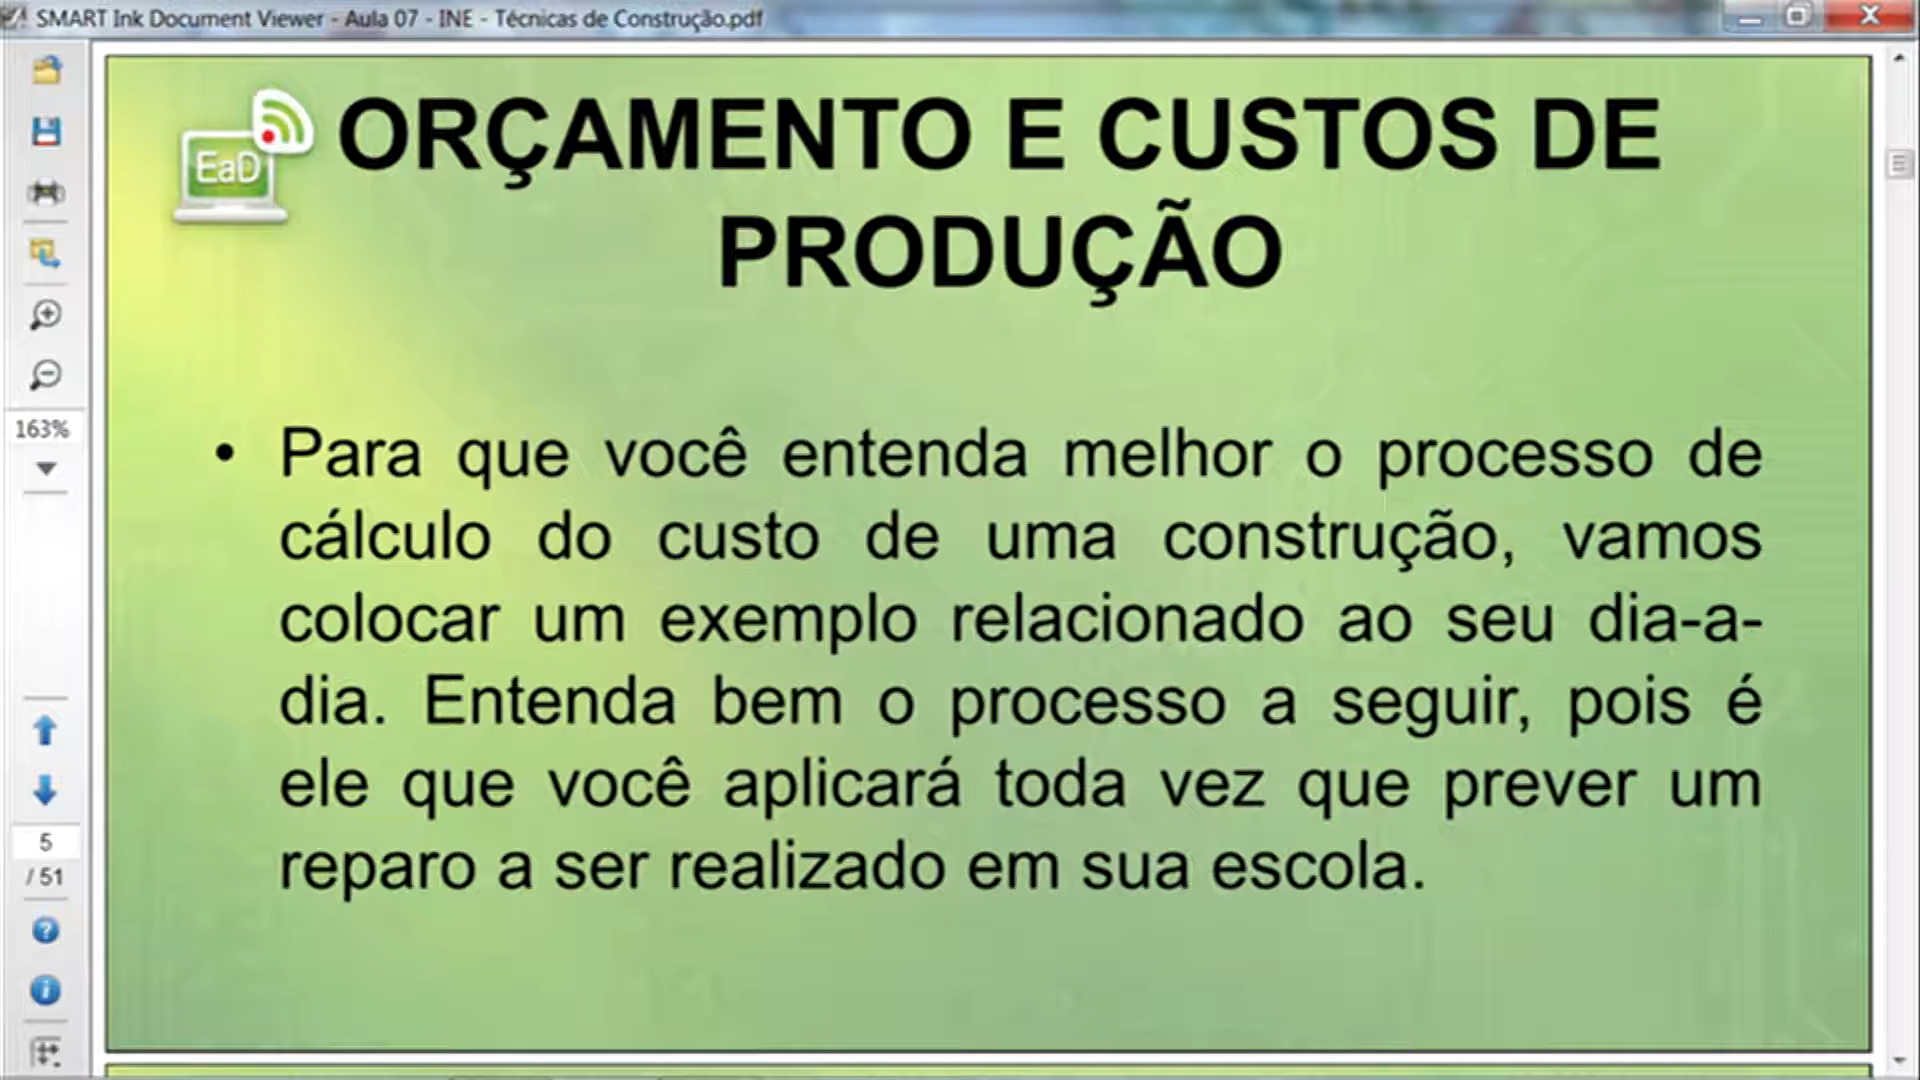 SMART Ink Document Viewer - Aula 07 - INE - Técnicas de Construção.pdf
EaD
ORÇAMENTO E CUSTOS DE
PRODUÇÃO
163%
• Para que você entenda melhor o processo de
cálculo do custo de uma construção, vamos
colocar um exemplo relacionado ao seu dia-a-
dia. Entenda bem o processo a seguir, pois é
ele que você aplicará toda vez que prever um
reparo a ser realizado em sua escola.
5
/ 51